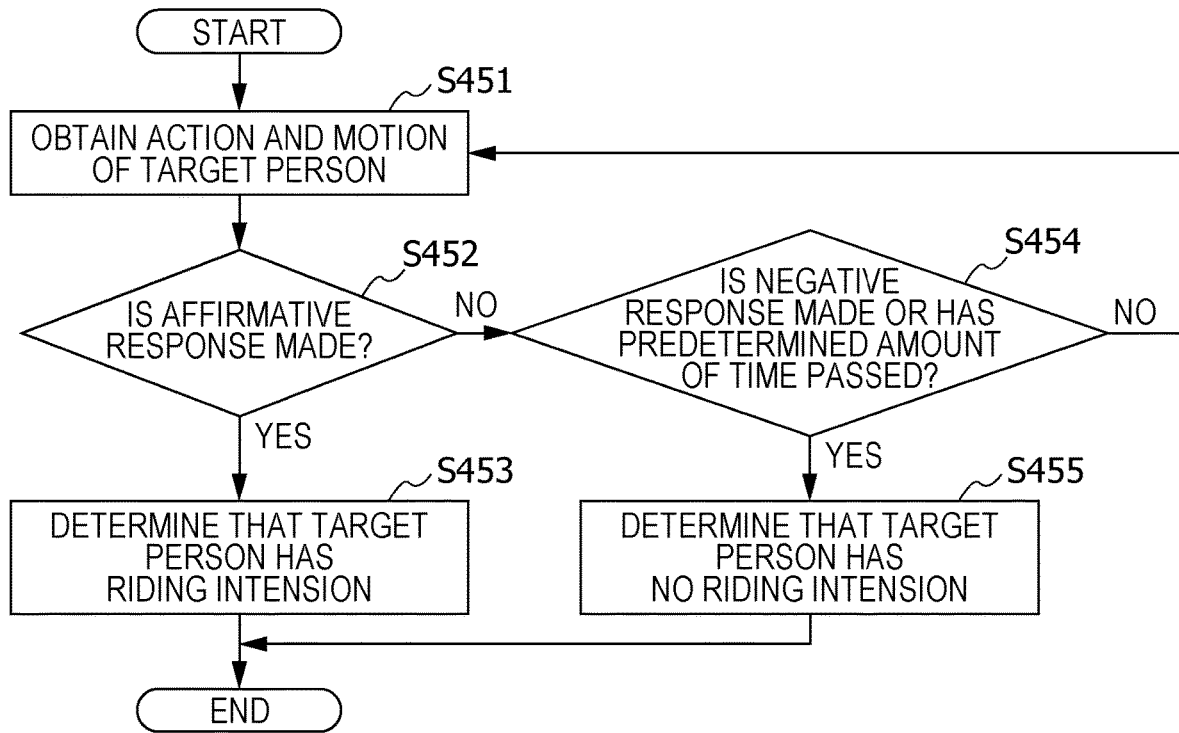 START
S451
OBTAIN ACTION AND MOTION
OF TARGET PERSON
S452
IS AFFIRMATIVE
RESPONSE MADE?
NO
S454
IS NEGATIVE
RESPONSE MADE OR HAS
PREDETERMINED AMOUNT
OF TIME PASSED?
NO
YES
S453
DETERMINE THAT TARGET
PERSON HAS
RIDING INTENSION
YES
S455
DETERMINE THAT TARGET
PERSON HAS
NO RIDING INTENSION
END